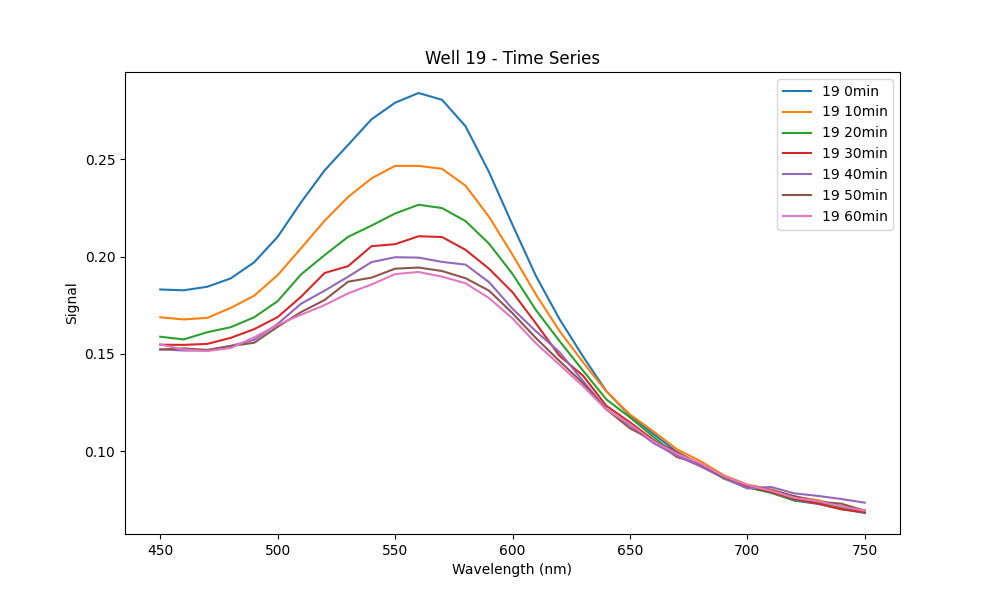 Well 19 - Time Series
Signal
0.25
0.20
0.15
0.10
19 0min
19 10min
19 20min
19 30min
19 40min
19 50min
19 60min
450
500
550
600
650
700
750
Wavelength (nm)